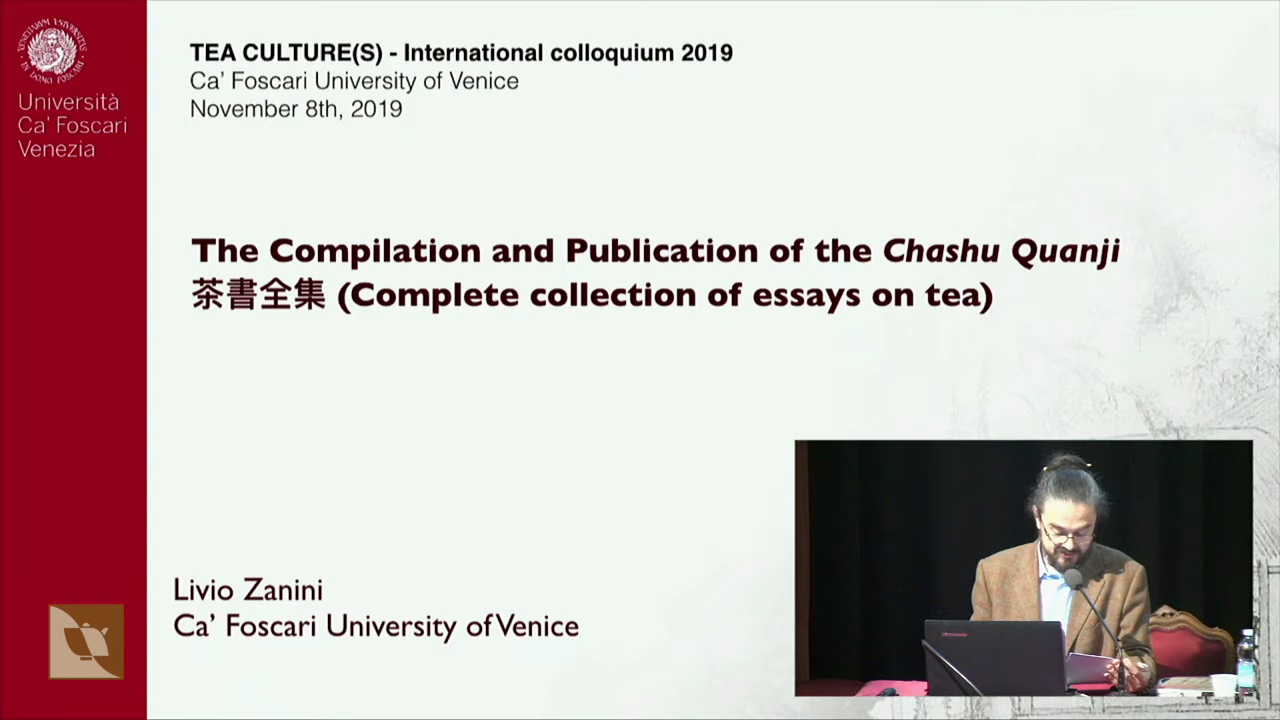 Università
Ca' Foscari
Venezia
TEA CULTURE(S) - International colloquium 2019
Ca' Foscari University of Venice
November 8th, 2019
The Compilation and Publication of the Chashu Quanji
茶書全集 (Complete collection of essays on tea)
Livio Zanini
Ca' Foscari University of Venice